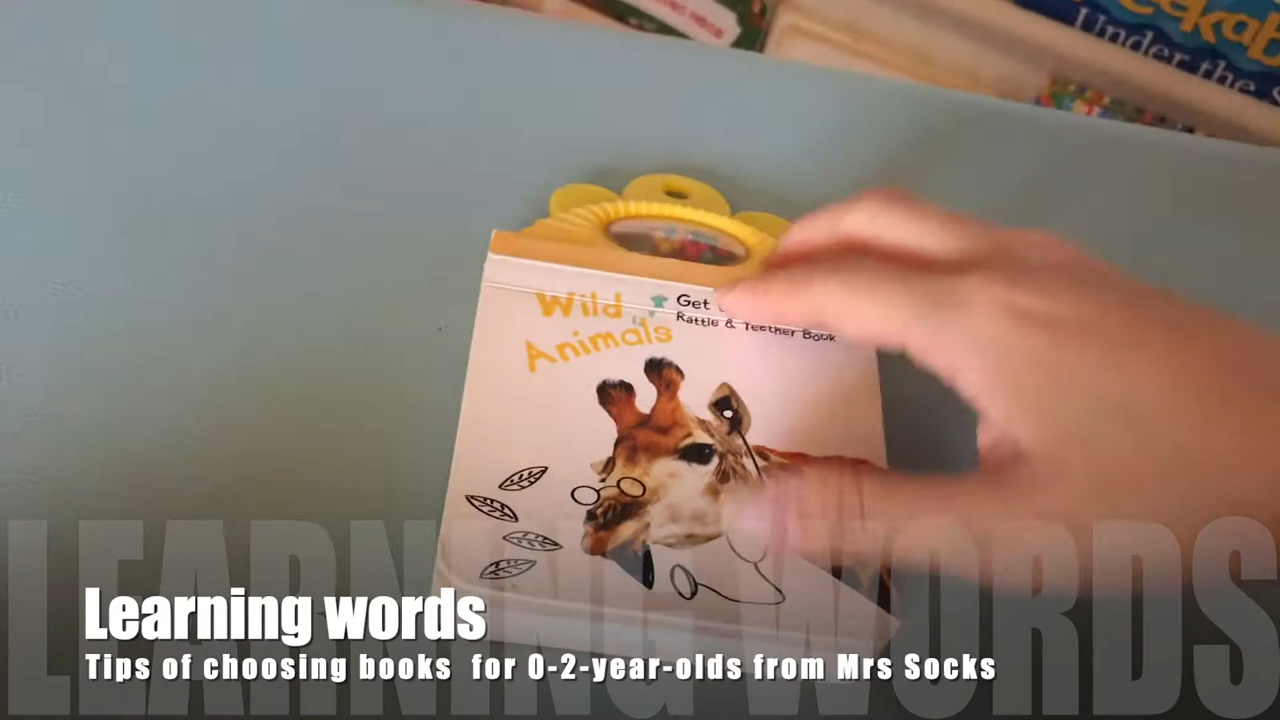 Under the
Wild
Animals
Get
Rattle & Teether Book
LEARNING WORDS
Learning words
Tips of choosing books for 0-2-year-olds from Mrs Socks